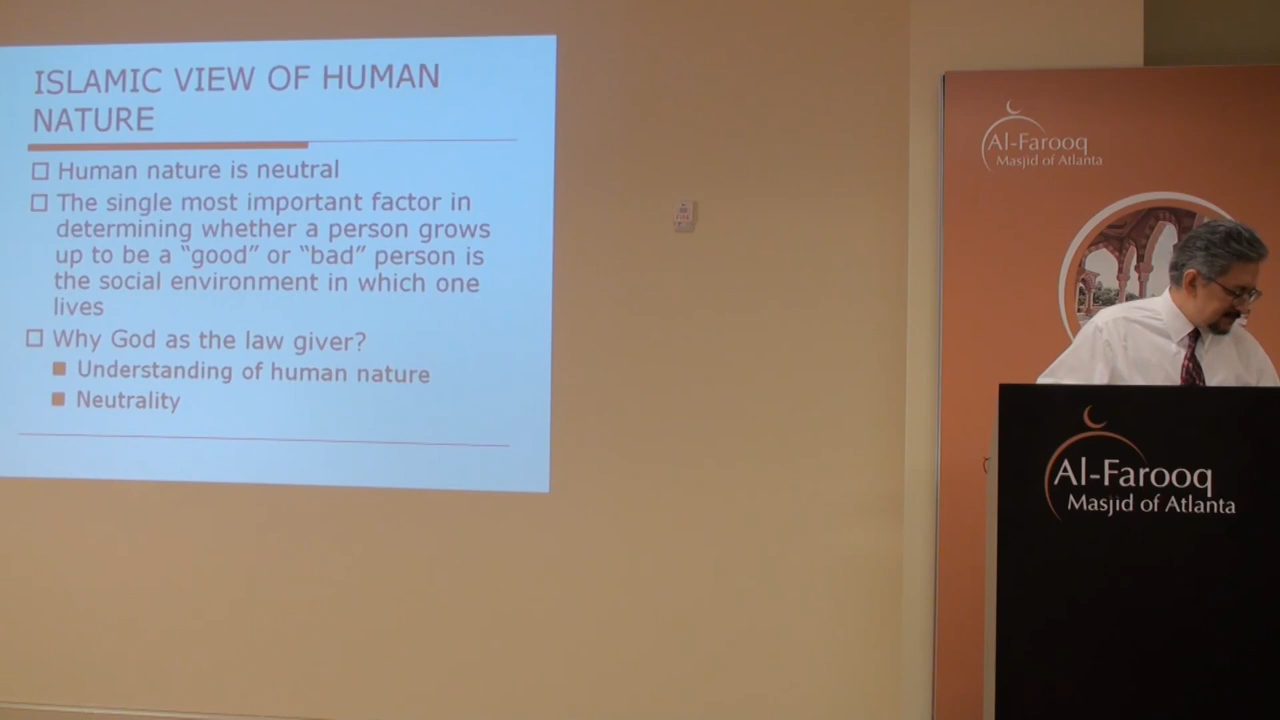 ISLAMIC VIEW OF HUMAN
NATURE
Human nature is neutral
The single most important factor in
determining whether a person grows
up to be a “good” or “bad” person is
the social environment in which one
lives
Why God as the law giver?
Understanding of human nature
Neutrality
FIRE
Al-Farooq
Masjid of Atlanta
Al-Farooq
Masjid of Atlanta